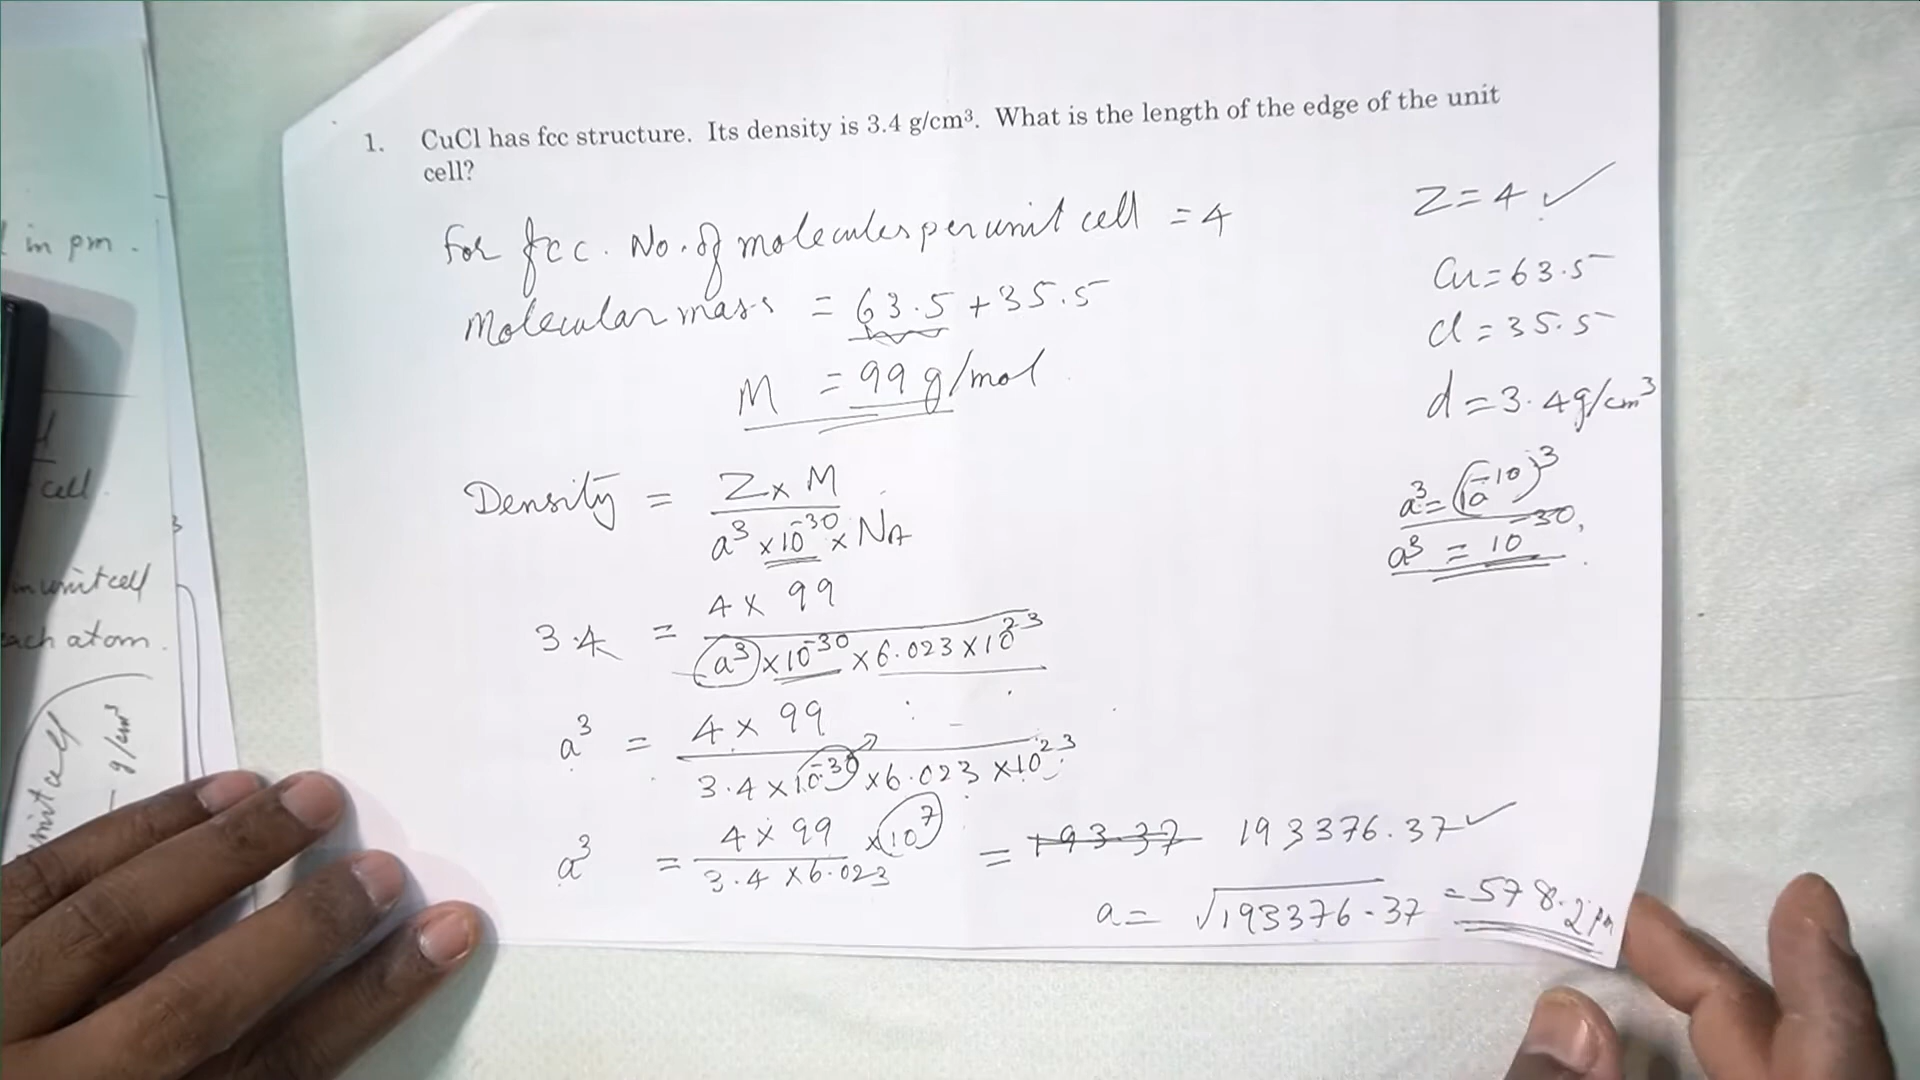 1. CuCl has fcc structure. Its density is 3.4 g/cm³. What is the length of the edge of the unit
cell?
For fcc. No. of molecules per unit cell = 4
Molecular mass = 63.5 + 35.5
M = 99 g/mol
Density = Z × M / a³ × 10⁻³⁰ × NA
3.4 = 4 × 99 / a³ × 10⁻³⁰ × 6.023 × 10²³
a³ = 4 × 99 / 3.4 × 10⁻³⁰ × 6.023 × 10²³
a³ = 4 × 99 / 3.4 × 6.023 × 10⁷ = 193.37 193376.37 ✓
a = √193376.37 = 578.2 pm
Z = 4 ✓
Cu = 63.5
Cl = 35.5
d = 3.4 g/cm³
a³ = (a⁻¹⁰)³
a³ = 10⁻³⁰
in pm.
cell.
3
in unit cell
each atom.
unit cell
g/cm³